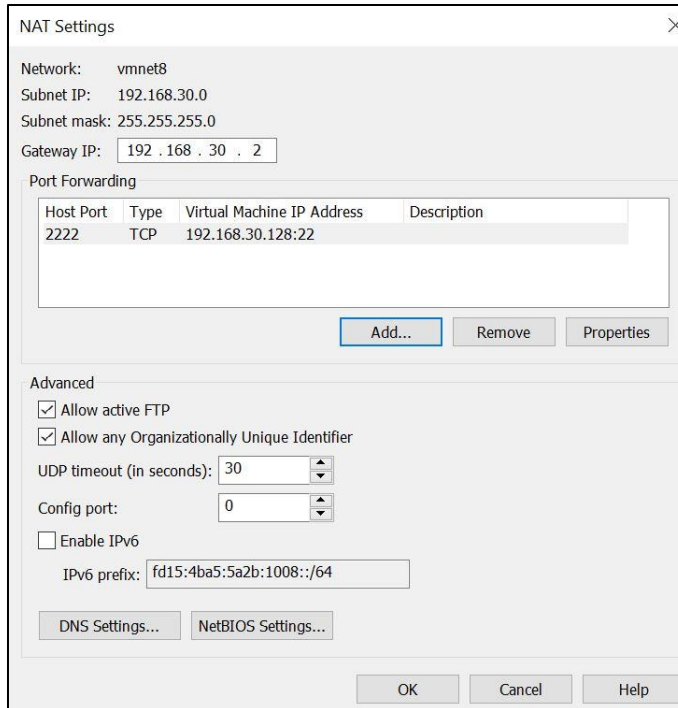 NAT Settings
Network: vmnet8
Subnet IP: 192.168.30.0
Subnet mask: 255.255.255.0
Gateway IP: 192 . 168 . 30 . 2
Port Forwarding
Host Port Type Virtual Machine IP Address Description
2222 TCP 192.168.30.128:22
Add... Remove Properties
Advanced
Allow active FTP
Allow any Organizationally Unique Identifier
UDP timeout (in seconds): 30
Config port: 0
Enable IPv6
IPv6 prefix: fd15:4ba5:5a2b:1008::/64
DNS Settings... NetBIOS Settings...
OK Cancel Help